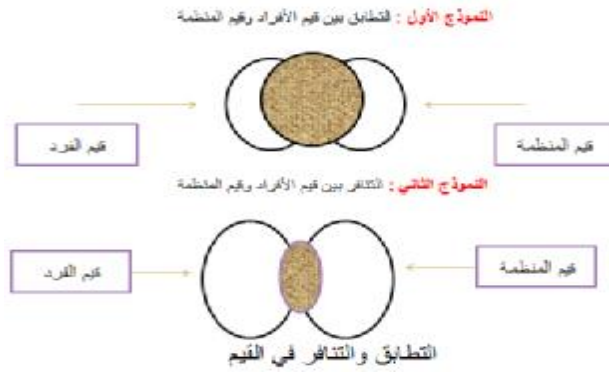 النموذج الأول : التطابق بين قيم الأفراد وقيم المنظمة
قيم المنظمة
قيم الفرد
النموذج الثاني : التنافر بين قيم الأفراد وقيم المنظمة
قيم المنظمة
قيم الفرد
التطابق والتنافر في القيم